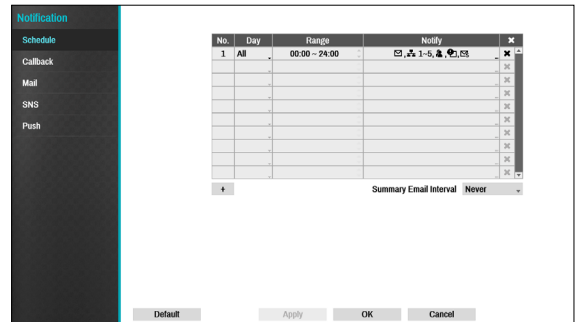 Notification
Schedule
Callback
Mail
SNS
Push
No. Day Range Notify
1 All 00:00 ~ 24:00 1~5
+ Summary Email Interval Never
Default Apply OK Cancel